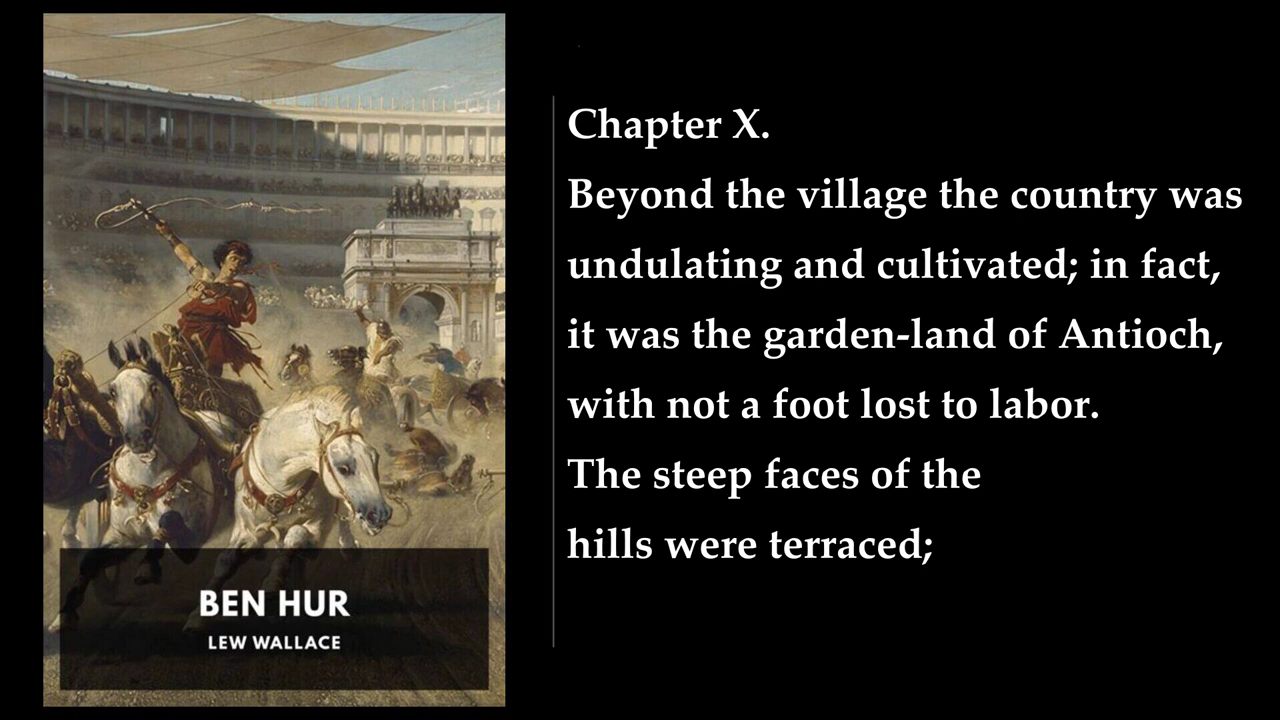 BEN HUR
LEW WALLACE
Chapter X.
Beyond the village the country was
undulating and cultivated; in fact,
it was the garden-land of Antioch,
with not a foot lost to labor.
The steep faces of the
hills were terraced;